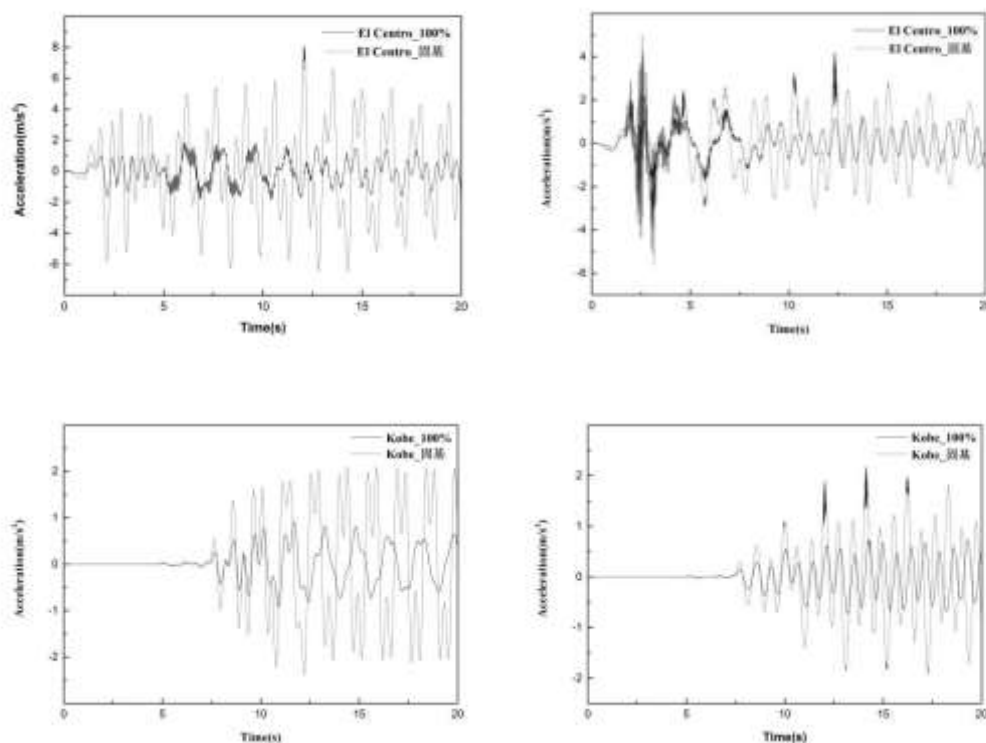 El Centro_100%
El Centro_固基
8
6
4
2
0
-2
-4
-6
-8
Acceleration(m/s²)
0 5 10 15 20
Time(s)
El Centro_100%
El Centro_固基
4
2
0
-2
-4
-6
Acceleration(m/s²)
0 5 10 15 20
Time(s)
Kobe_100%
Kobe_固基
2
1
0
-1
-2
Acceleration(m/s²)
0 5 10 15 20
Time(s)
Kobe_100%
Kobe_固基
2
1
0
-1
-2
Acceleration(m/s²)
0 5 10 15 20
Time(s)